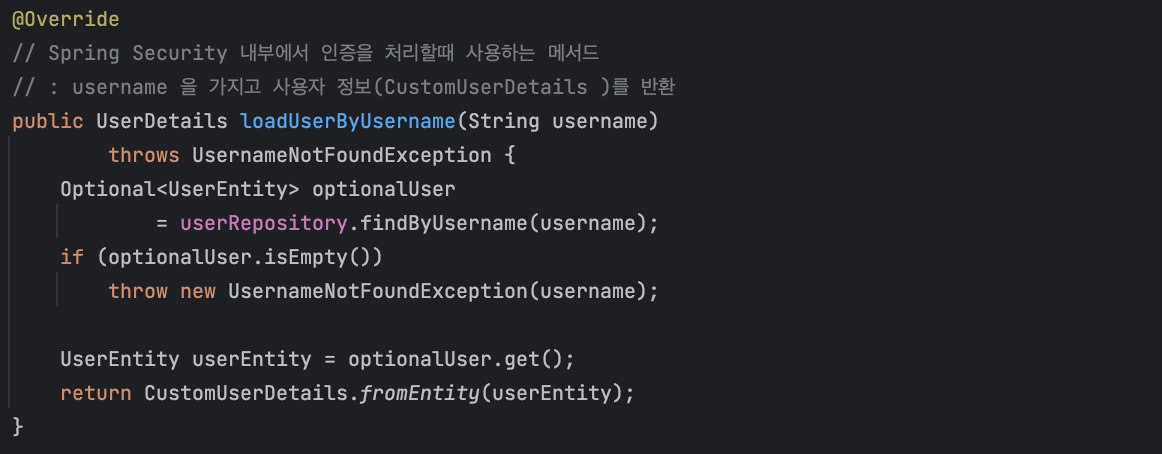 @Override
// Spring Security 내부에서 인증을 처리할때 사용하는 메서드
// : username 을 가지고 사용자 정보(CustomUserDetails )를 반환
public UserDetails loadUserByUsername(String username)
        throws UsernameNotFoundException {
    Optional<UserEntity> optionalUser
            = userRepository.findByUsername(username);
    if (optionalUser.isEmpty())
        throw new UsernameNotFoundException(username);

    UserEntity userEntity = optionalUser.get();
    return CustomUserDetails.fromEntity(userEntity);
}